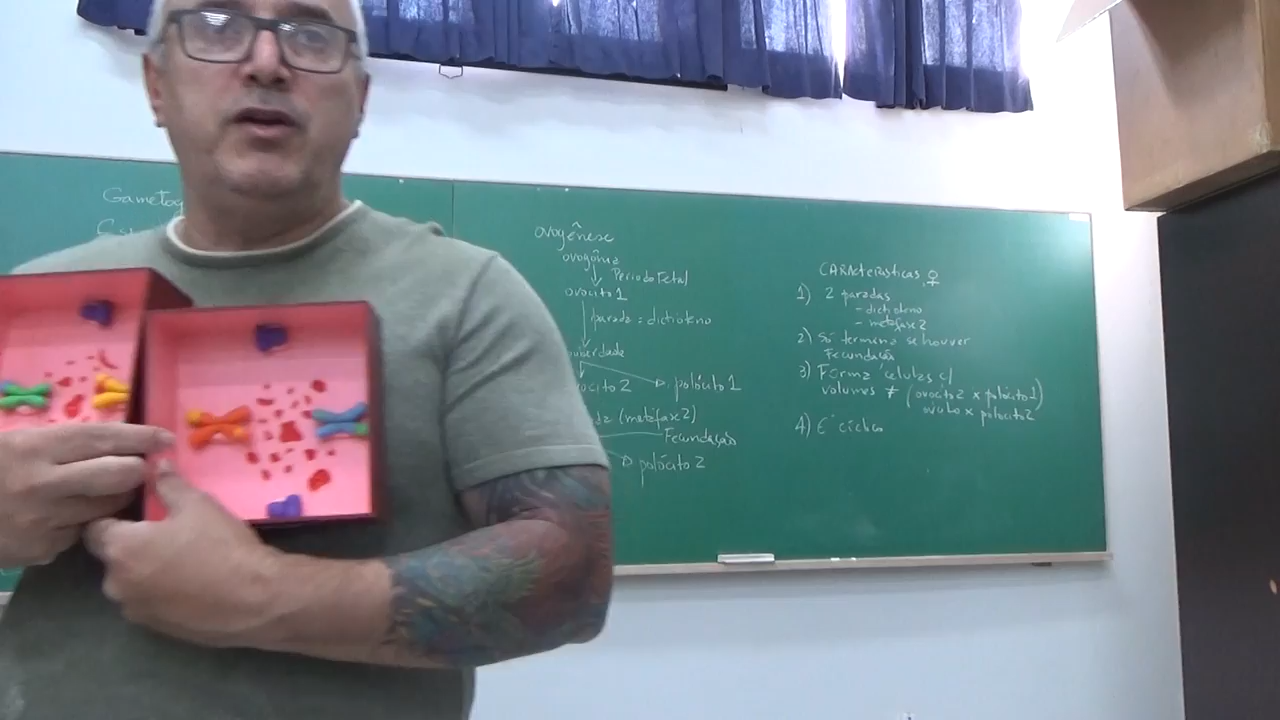 Gametog
ovogênese
ovogônia
Período Fetal
ovócito 1
parada = dictióteno
puberdade
ócito 2
polócito 1
(metáfase 2)
Fecundação
polócito 2
CARActerísticas ♀
1) 2 paradas
- dictióteno
- metáfase 2
2) Só termina se houver
Fecundação
3) Forma células c/
volumes ≠ (ovócito 2 x polócito 1)
óvulo x polócito 2
4) É cíclica